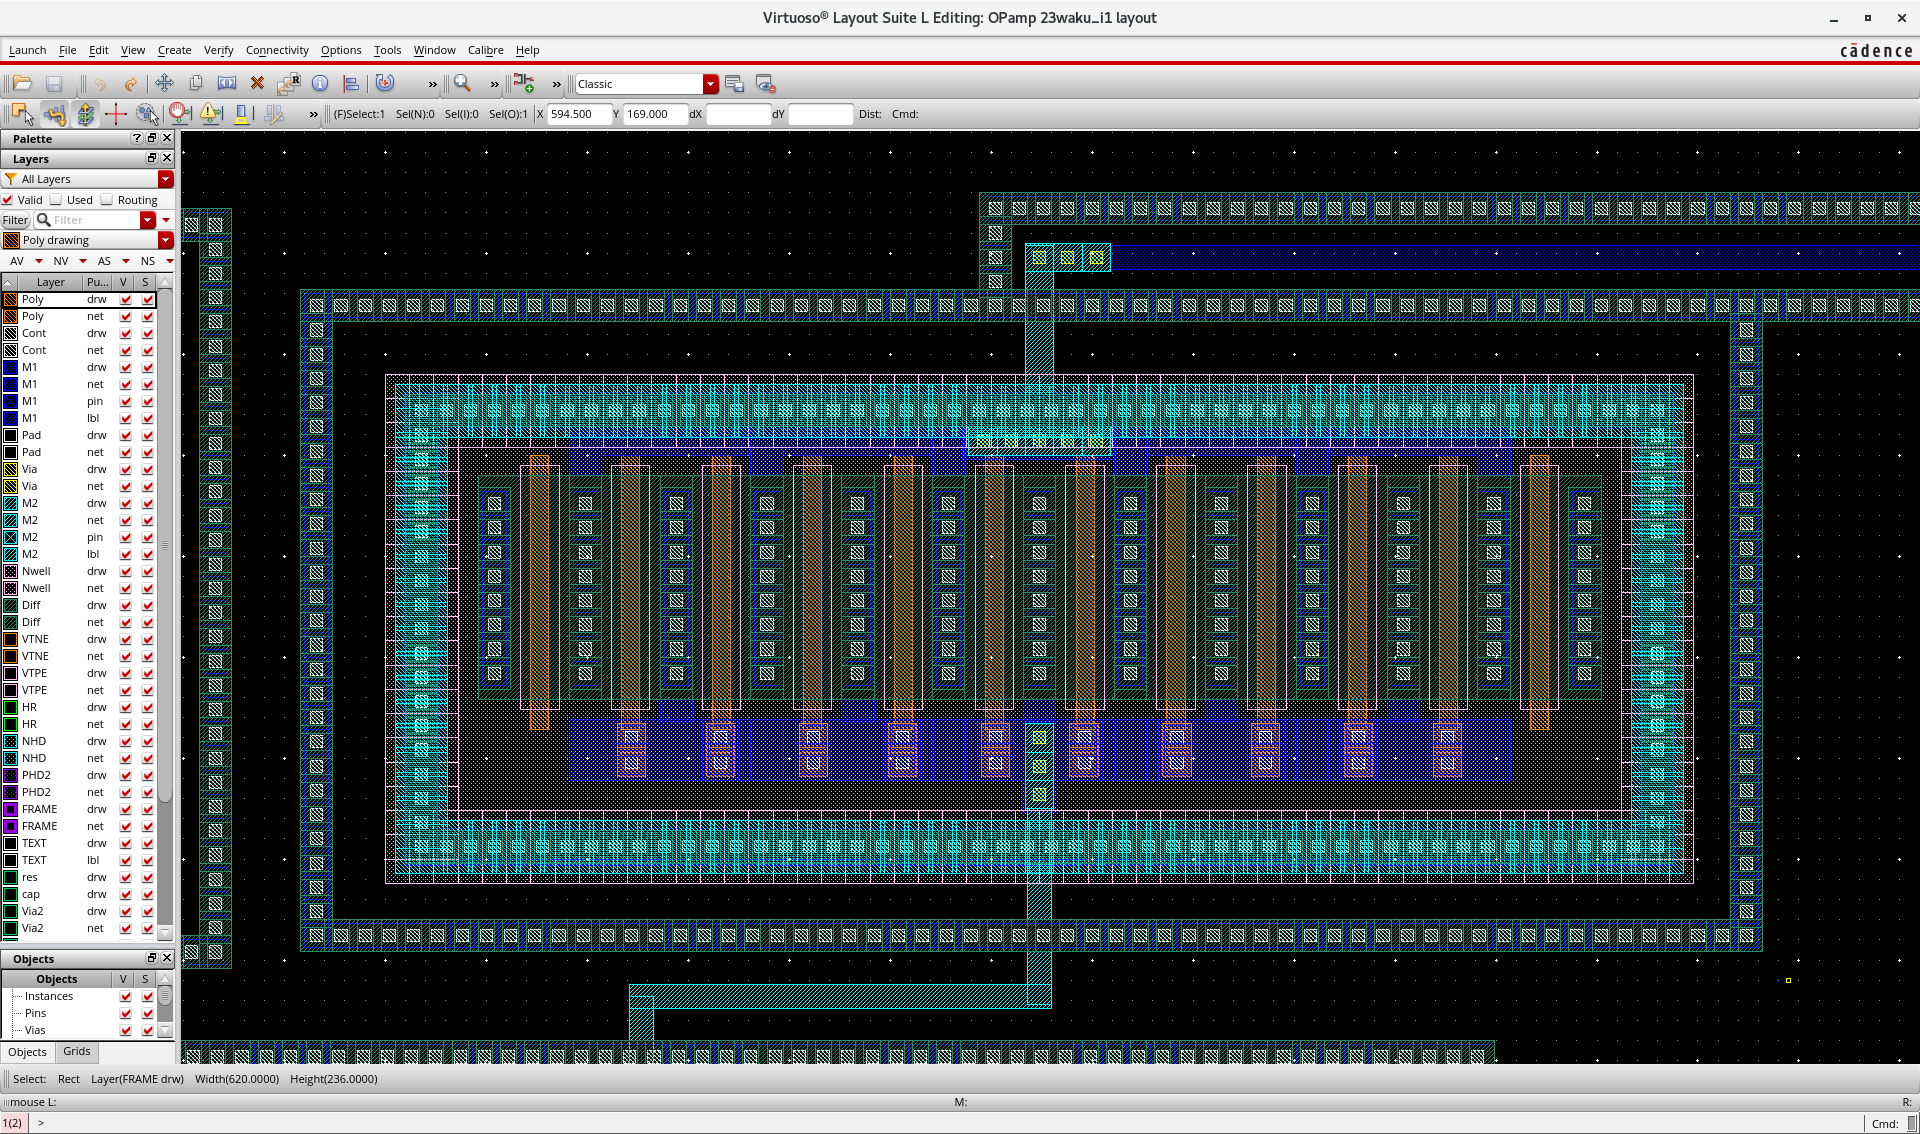 Virtuoso® Layout Suite L Editing: OPamp 23waku_i1 layout
Launch File Edit View Create Verify Connectivity Options Tools Window Calibre Help
cādence
» » » Classic
» (F)Select:1 Sel(N):0 Sel(I):0 Sel(O):1 X 594.500 Y 169.000 dX dY Dist: Cmd:
Palette
Layers
All Layers
Valid Used Routing
Filter Filter
Poly drawing
AV NV AS NS
Layer Pu... V S
Poly drw
Poly net
Cont drw
Cont net
M1 drw
M1 net
M1 pin
M1 lbl
Pad drw
Pad net
Via drw
Via net
M2 drw
M2 net
M2 pin
M2 lbl
Nwell drw
Nwell net
Diff drw
Diff net
VTNE drw
VTNE net
VTPE drw
VTPE net
HR drw
HR net
NHD drw
NHD net
PHD2 drw
PHD2 net
FRAME drw
FRAME net
TEXT drw
TEXT lbl
res drw
cap drw
Via2 drw
Via2 net
Objects
Objects V S
Instances
Pins
Vias
Objects Grids
Select: Rect Layer(FRAME drw) Width(620.0000) Height(236.0000)
mouse L: M: R:
1(2) > Cmd: